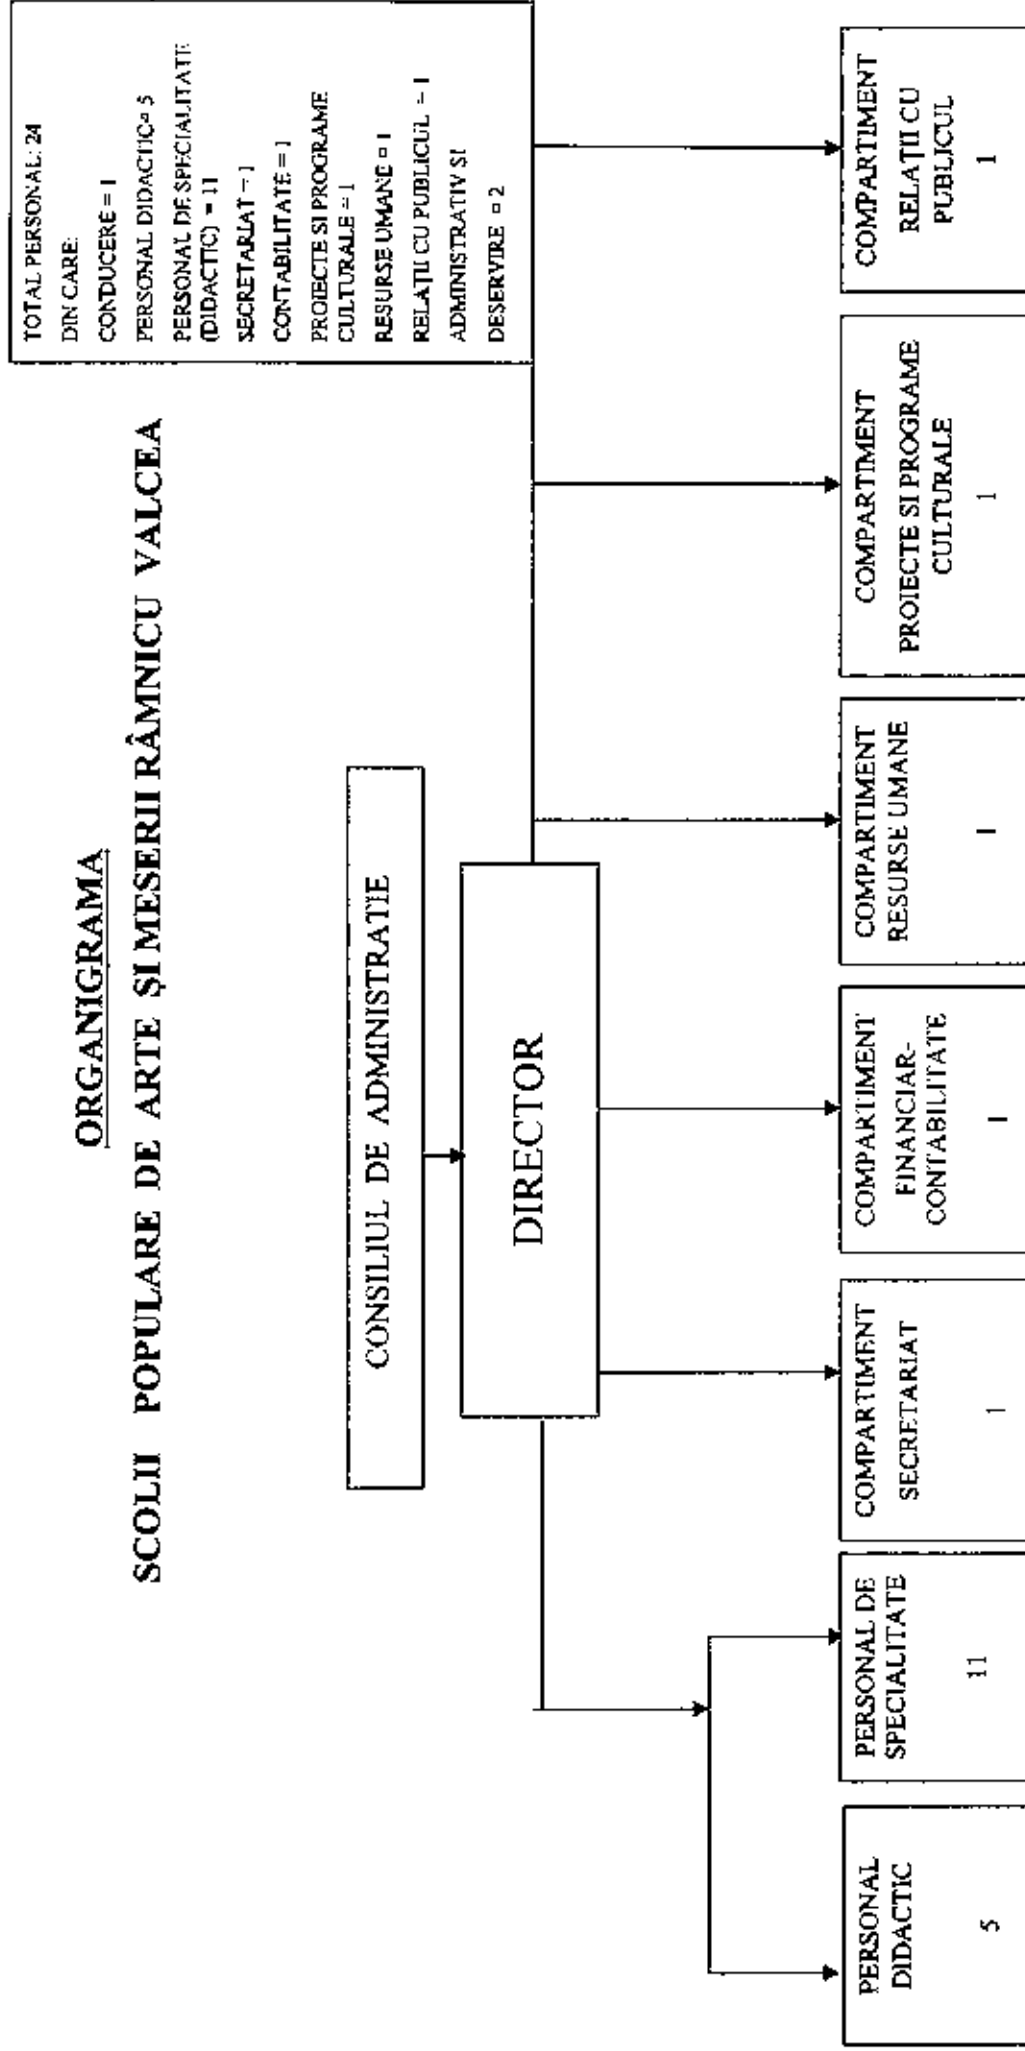 ORGANIGRAMA
SCOLII POPULARE DE ARTE ŞI MESERII RÂMNICU VALCEA
TOTAL PERSONAL: 24
DIN CARE:
CONDUCERE = 1
PERSONAL DIDACTIC= 5
PERSONAL DE SPECIALITATE
(DIDACTIC) = 11
SECRETARIAT = 1
CONTABILITATE = 1
PROIECTE SI PROGRAME
CULTURALE = 1
RESURSE UMANE = 1
RELAŢII CU PUBLICUL = 1
ADMINISTRATIV SI
DESERVIRE = 2
CONSILIUL DE ADMINISTRATIE
DIRECTOR
PERSONAL
DIDACTIC
5
PERSONAL DE
SPECIALITATE
11
COMPARTIMENT
SECRETARIAT
1
COMPARTIMENT
FINANCIAR-
CONTABILITATE
1
COMPARTIMENT
RESURSE UMANE
1
COMPARTIMENT
PROIECTE SI PROGRAME
CULTURALE
1
COMPARTIMENT
RELAŢII CU
PUBLICUL
1